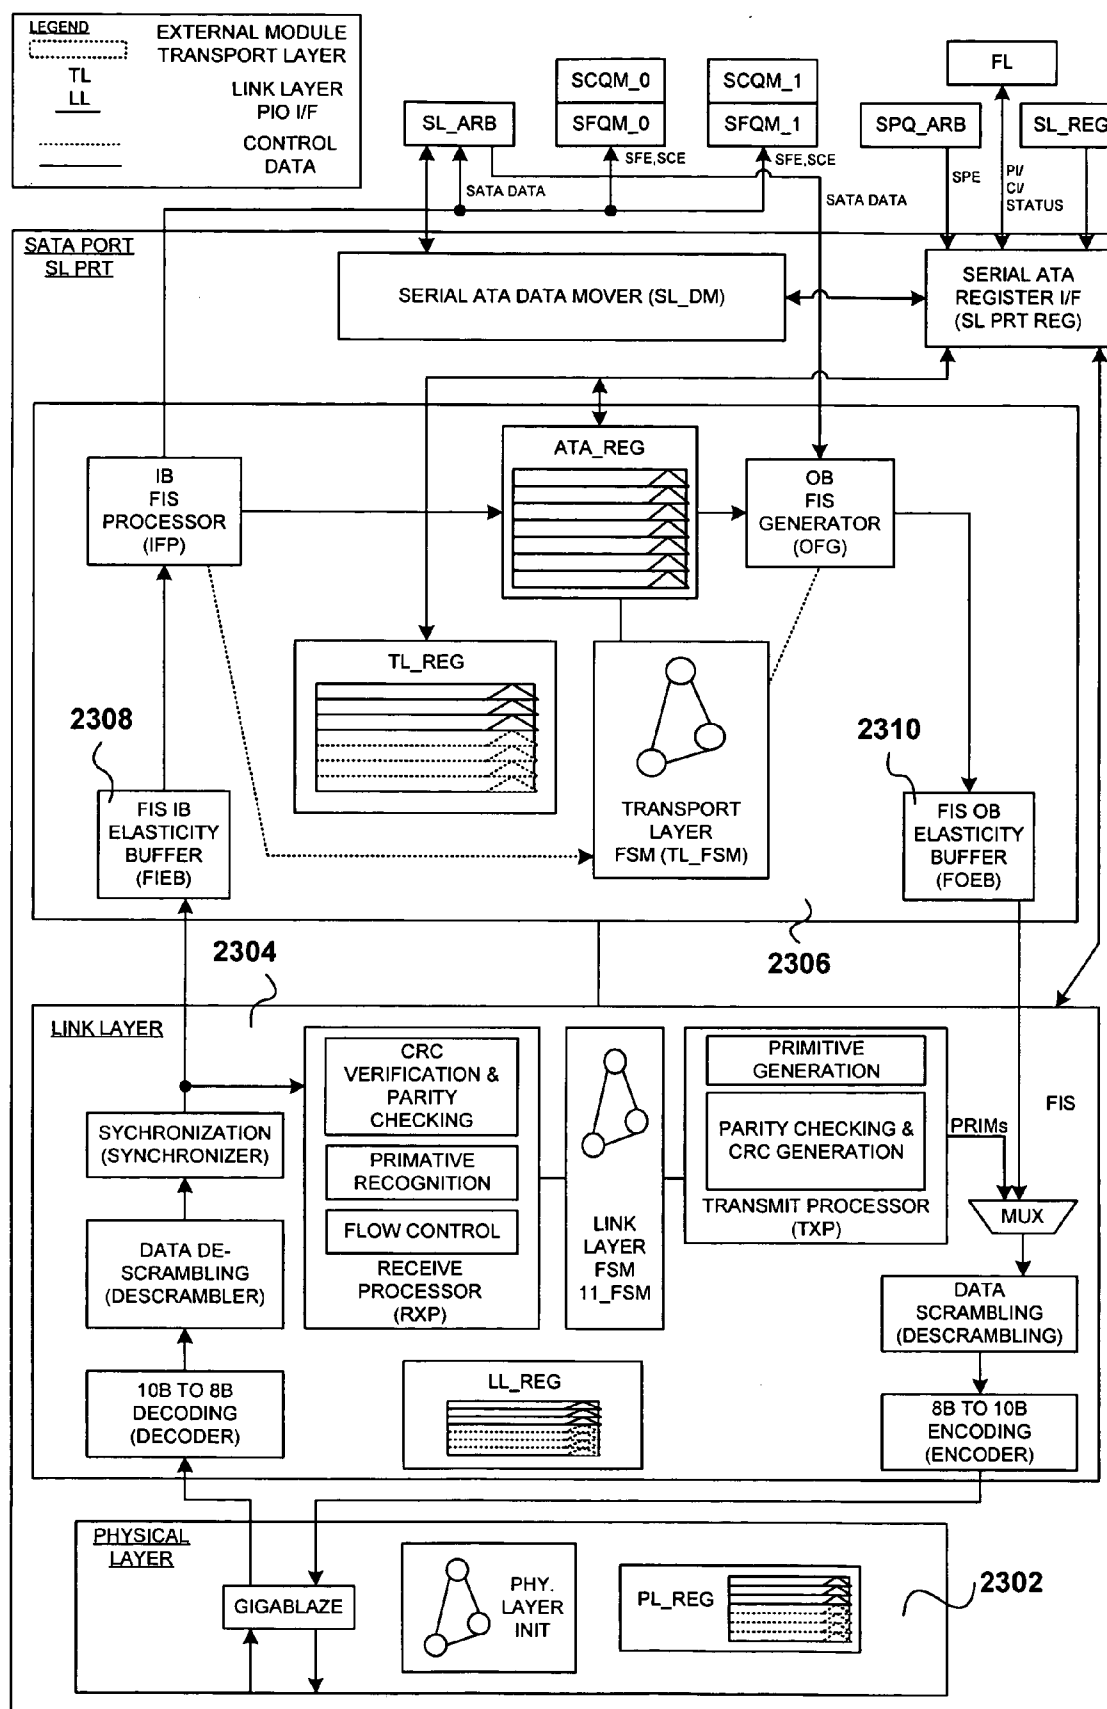 LEGEND
EXTERNAL MODULE
TRANSPORT LAYER
TL
LL
LINK LAYER
PIO I/F
CONTROL
DATA
SCQM_0
SFQM_0
SCQM_1
SFQM_1
FL
SL_ARB
SPQ_ARB
SL_REG
SFE,SCE
SFE,SCE
SPE
PI/
CI/
STATUS
SATA DATA
SATA DATA
SATA PORT
SL PRT
SERIAL ATA DATA MOVER (SL_DM)
SERIAL ATA
REGISTER I/F
(SL PRT REG)
IB
FIS
PROCESSOR
(IFP)
ATA_REG
OB
FIS
GENERATOR
(OFG)
TL_REG
2308
2310
FIS IB
ELASTICITY
BUFFER
(FIEB)
TRANSPORT
LAYER
FSM (TL_FSM)
FIS OB
ELASTICITY
BUFFER
(FOEB)
2304
2306
LINK LAYER
CRC
VERIFICATION &
PARITY
CHECKING
PRIMATIVE
RECOGNITION
FLOW CONTROL
RECEIVE
PROCESSOR
(RXP)
LINK
LAYER
FSM
11_FSM
PRIMITIVE
GENERATION
PARITY CHECKING &
CRC GENERATION
TRANSMIT PROCESSOR
(TXP)
PRIMs
FIS
MUX
SYCHRONIZATION
(SYNCHRONIZER)
DATA DE-
SCRAMBLING
(DESCRAMBLER)
DATA
SCRAMBLING
(DESCRAMBLING)
10B TO 8B
DECODING
(DECODER)
LL_REG
8B TO 10B
ENCODING
(ENCODER)
PHYSICAL
LAYER
GIGABLAZE
PHY.
LAYER
INIT
PL_REG
2302